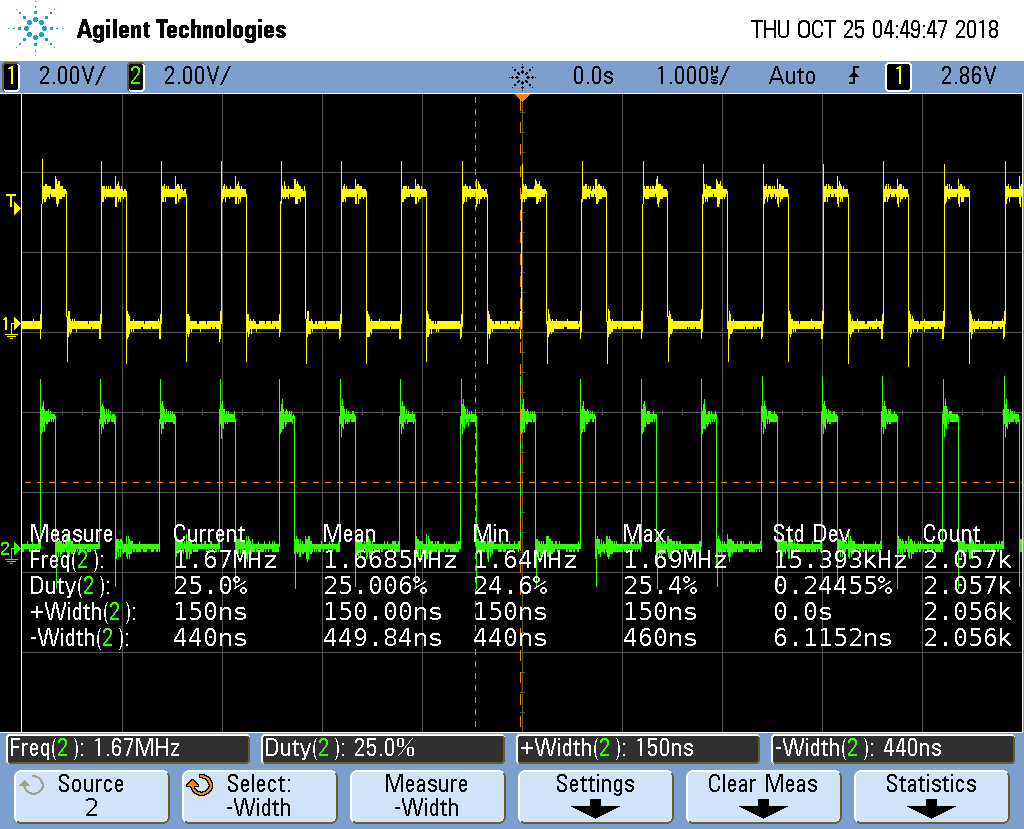 Agilent Technologies THU OCT 25 04:49:47 2018
1 2.00V/ 2 2.00V/ 0.0s 1.000µs/ Auto 1 2.86V
T
1
2
Measure Current Mean Min Max Std Dev Count
Freq(2): 1.67MHz 1.6685MHz 1.64MHz 1.69MHz 15.393kHz 2.057k
Duty(2): 25.0% 25.006% 24.6% 25.4% 0.24455% 2.057k
+Width(2): 150ns 150.00ns 150ns 150ns 0.0s 2.056k
-Width(2): 440ns 449.84ns 440ns 460ns 6.1152ns 2.056k
Freq(2): 1.67MHz Duty(2): 25.0% +Width(2): 150ns -Width(2): 440ns
Source Select: Measure Settings Clear Meas Statistics
2 -Width -Width